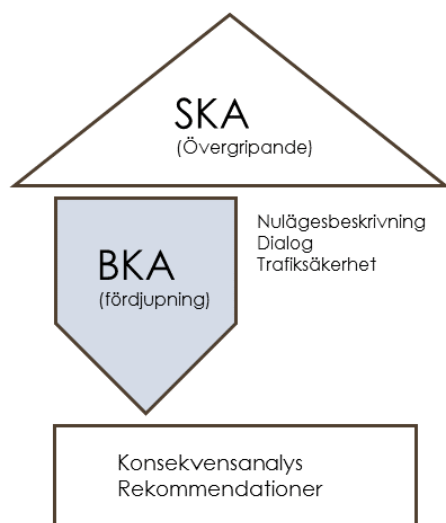 SKA
(Övergripande)
Nulägesbeskrivning
Dialog
Trafiksäkerhet
BKA
(fördjupning)
Konsekvensanalys
Rekommendationer